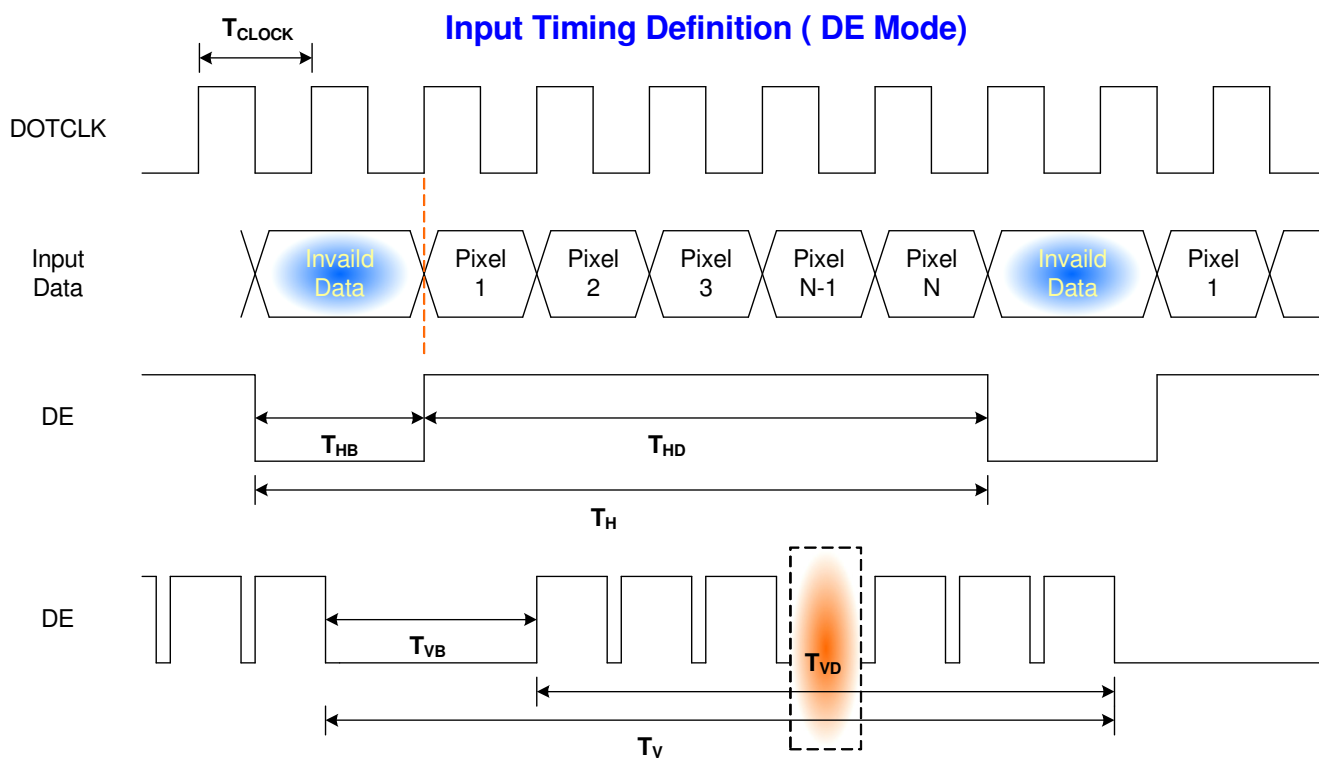 Input Timing Definition ( DE Mode)
TCLOCK
DOTCLK
Input
Data
Invaild
Data
Pixel
1
Pixel
2
Pixel
3
Pixel
N-1
Pixel
N
Invaild
Data
Pixel
1
DE
THB
THD
TH
DE
TVB
TVD
TV